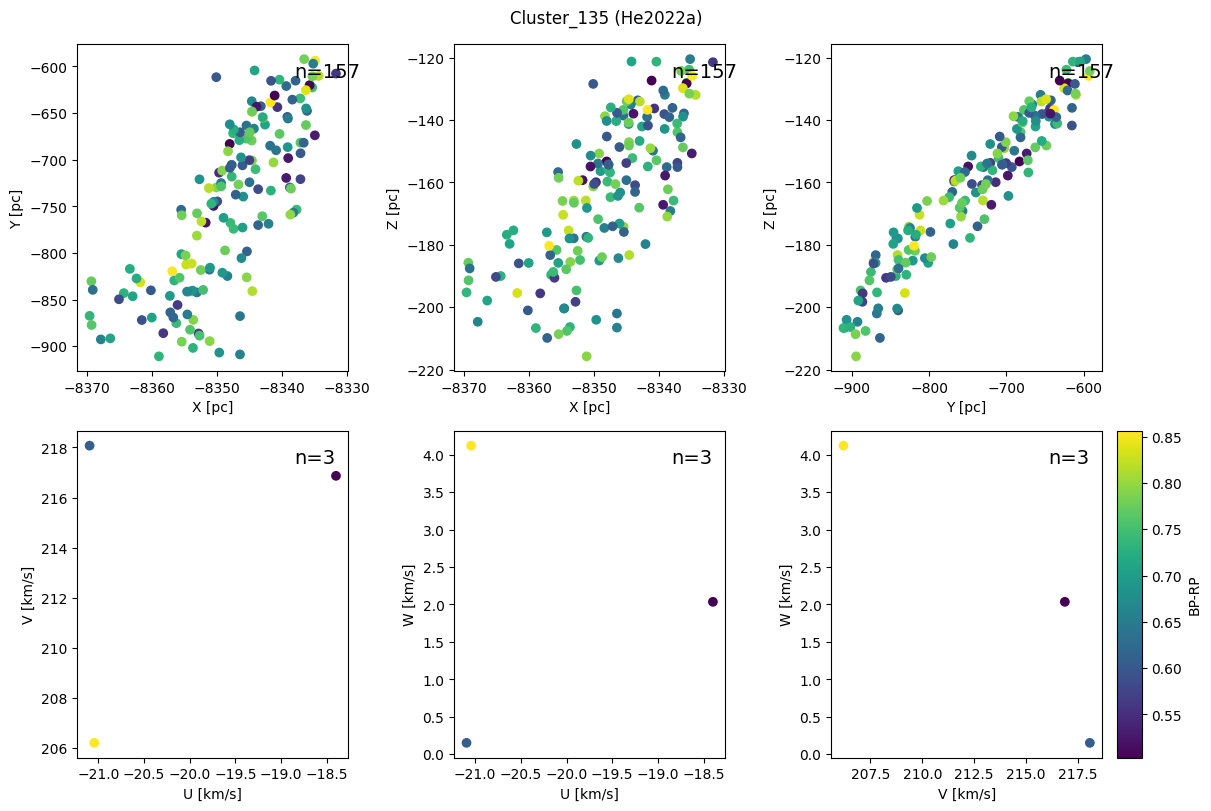 Cluster_135 (He2022a)
n=157
−600
−650
−700
−750
−800
−850
−900
Y [pc]
−8370 −8360 −8350 −8340 −8330
X [pc]
n=157
−120
−140
−160
−180
−200
−220
Z [pc]
−8370 −8360 −8350 −8340 −8330
X [pc]
n=157
−120
−140
−160
−180
−200
−220
Z [pc]
−900 −800 −700 −600
Y [pc]
n=3
218
216
214
212
210
208
206
V [km/s]
−21.0 −20.5 −20.0 −19.5 −19.0 −18.5
U [km/s]
n=3
4.0
3.5
3.0
2.5
2.0
1.5
1.0
0.5
0.0
W [km/s]
−21.0 −20.5 −20.0 −19.5 −19.0 −18.5
U [km/s]
n=3
4.0
3.5
3.0
2.5
2.0
1.5
1.0
0.5
0.0
W [km/s]
207.5 210.0 212.5 215.0 217.5
V [km/s]
0.85
0.80
0.75
0.70
0.65
0.60
0.55
BP-RP